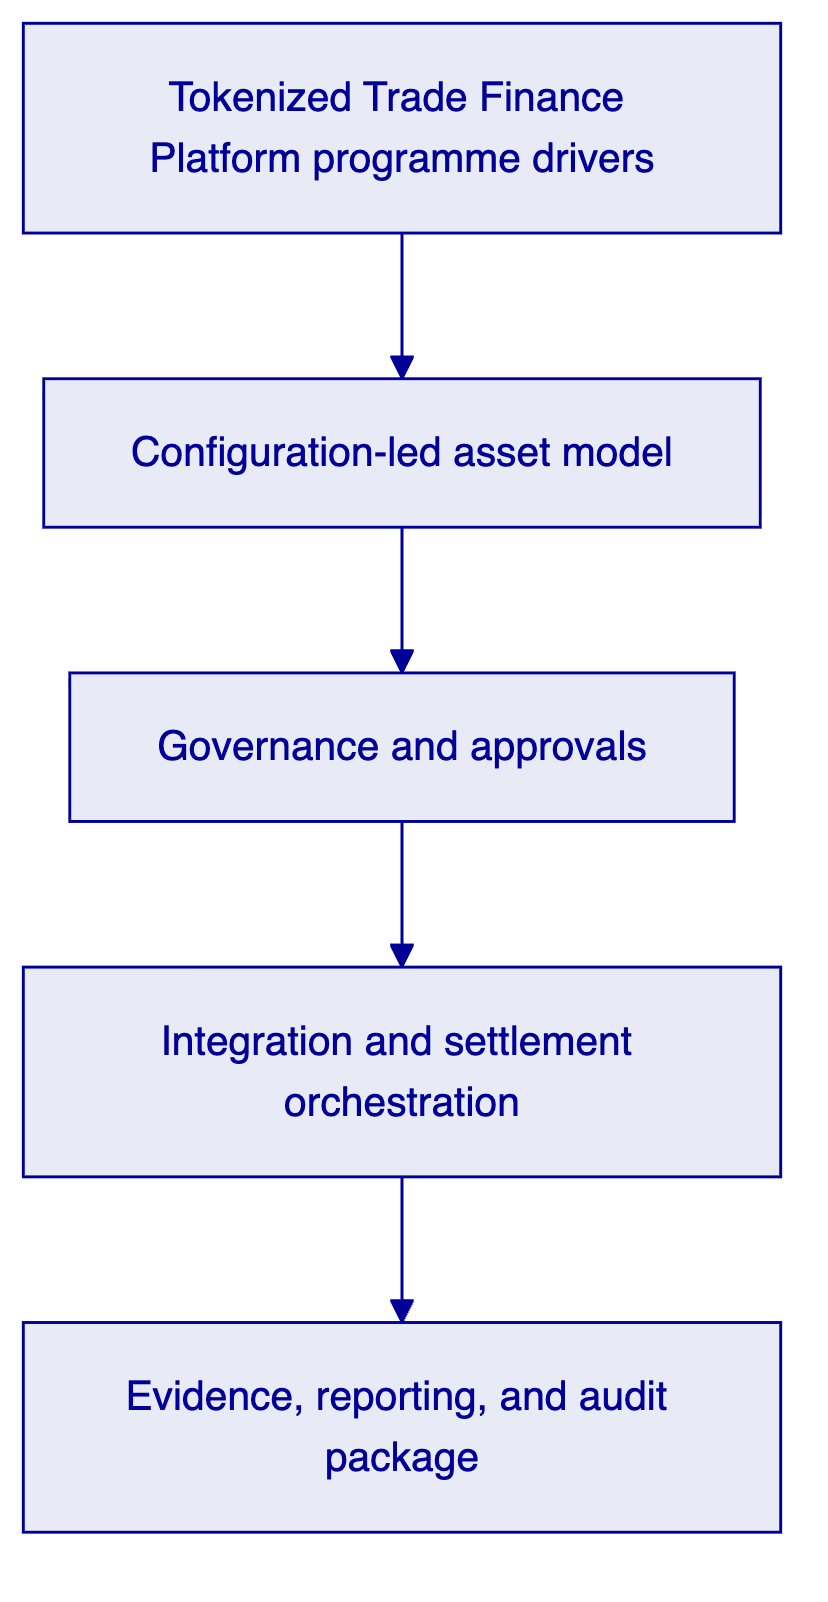 Tokenized Trade Finance
Platform programme drivers
Configuration-led asset model
Governance and approvals
Integration and settlement
orchestration
Evidence, reporting, and audit
package